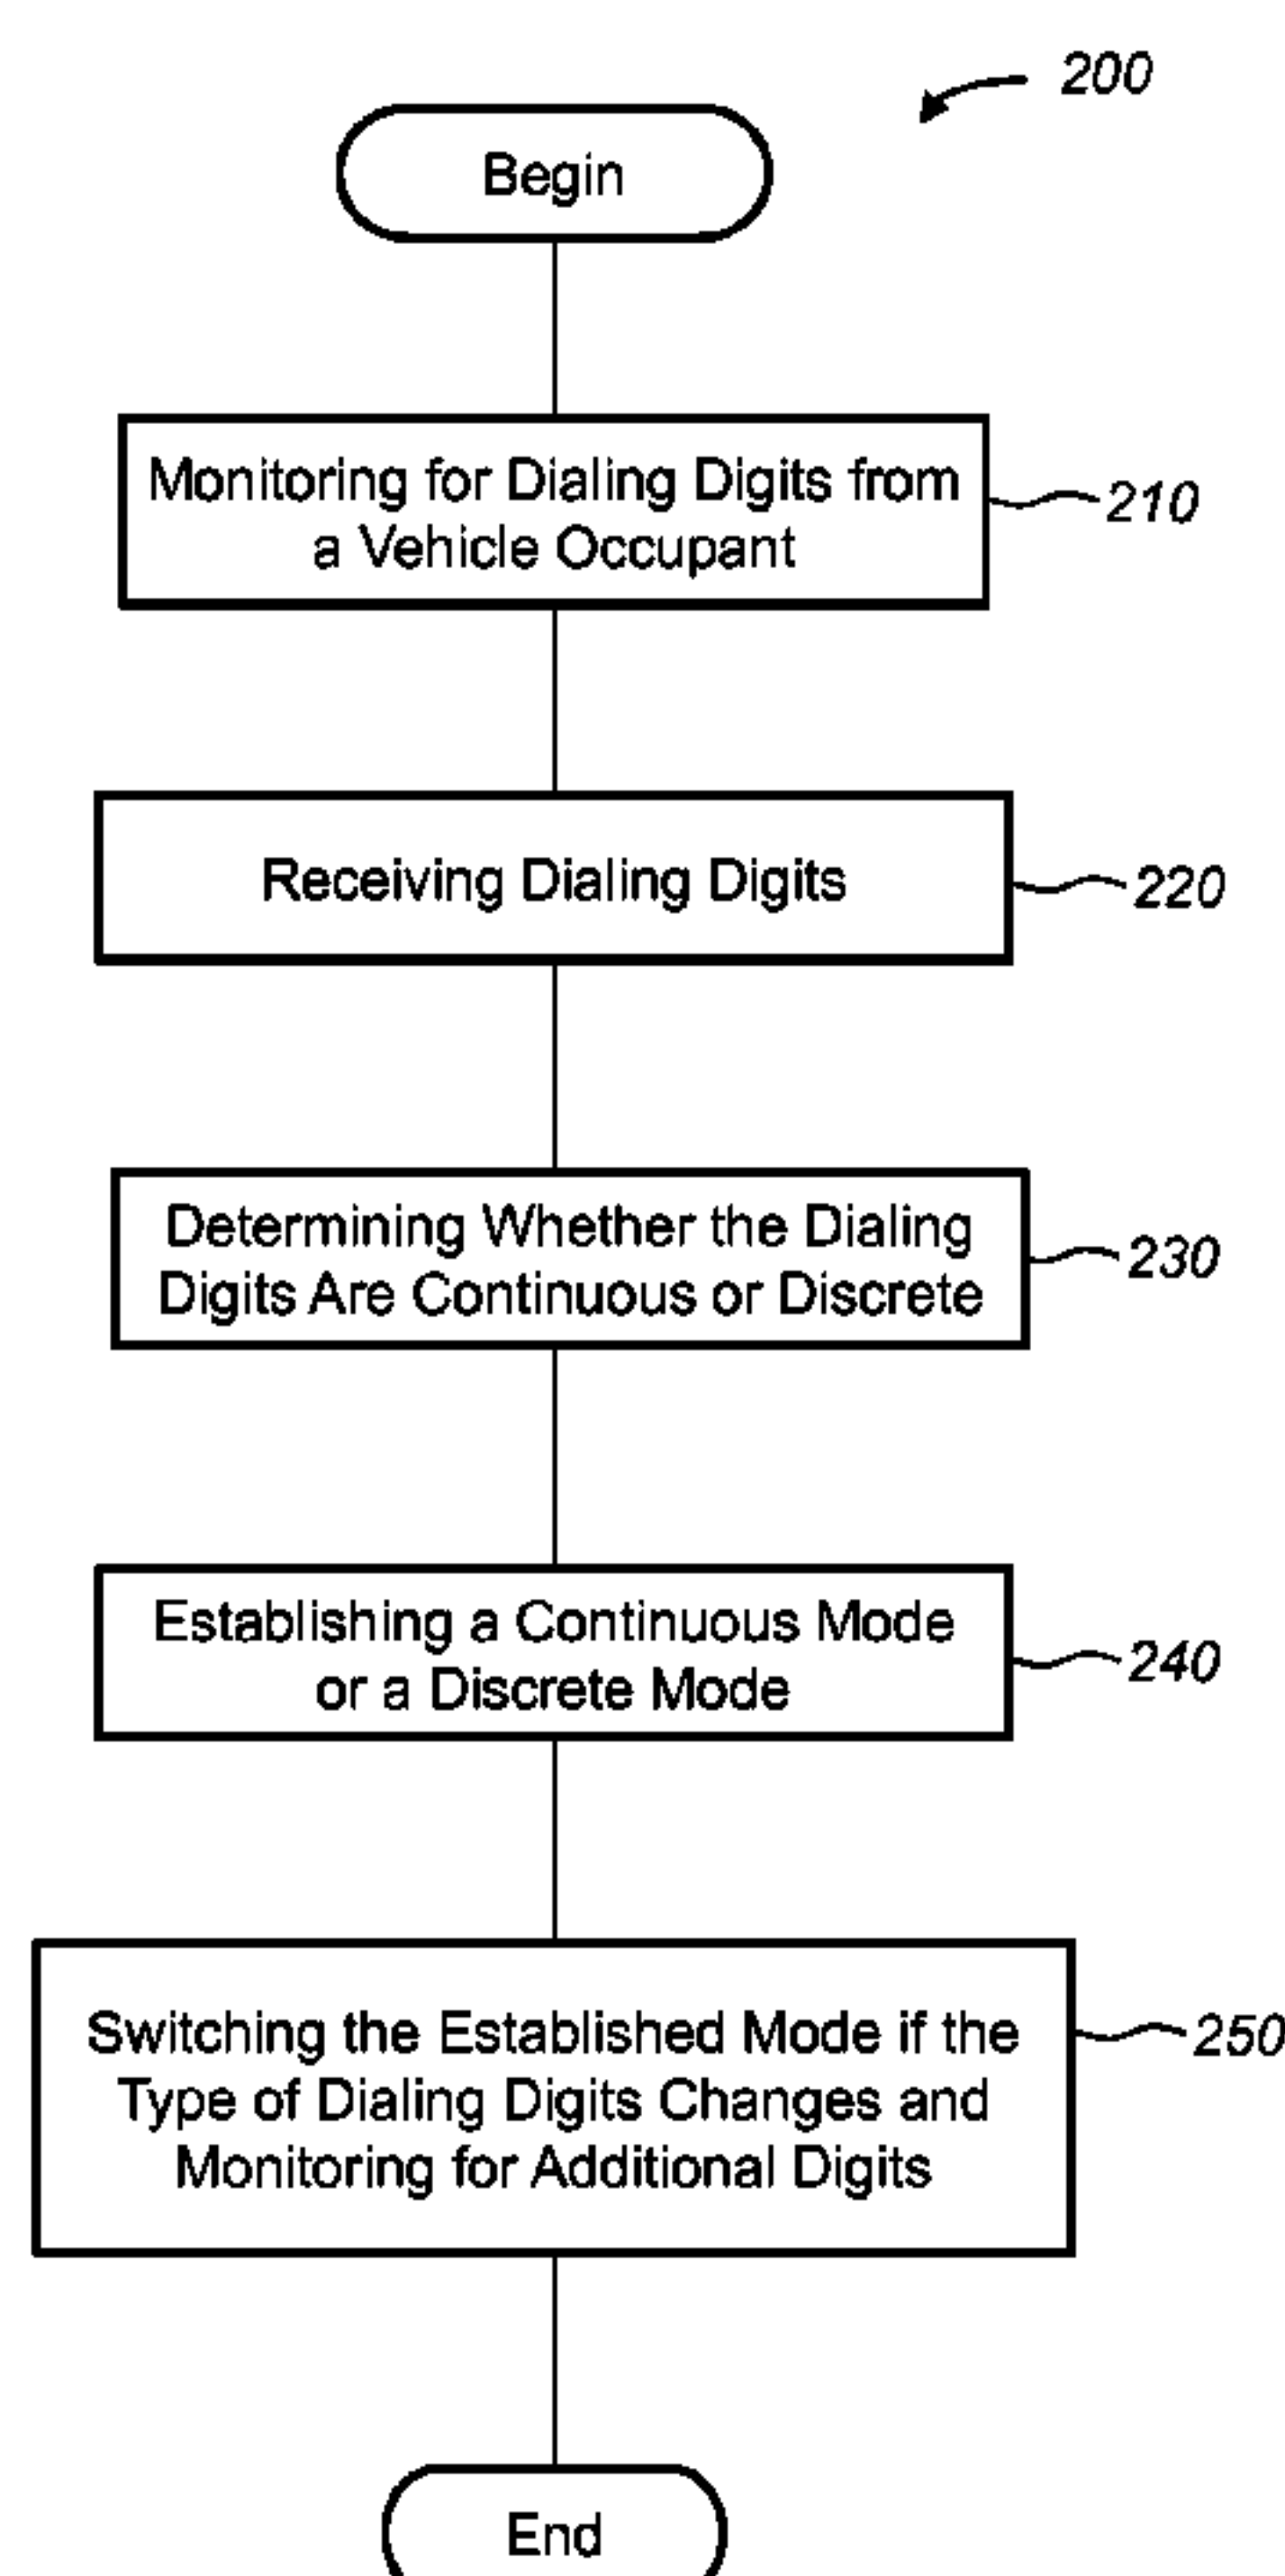 200
Begin
Monitoring for Dialing Digits from
a Vehicle Occupant
210
Receiving Dialing Digits
220
Determining Whether the Dialing
Digits Are Continuous or Discrete
230
Establishing a Continuous Mode
or a Discrete Mode
240
Switching the Established Mode if the
Type of Dialing Digits Changes and
Monitoring for Additional Digits
250
End